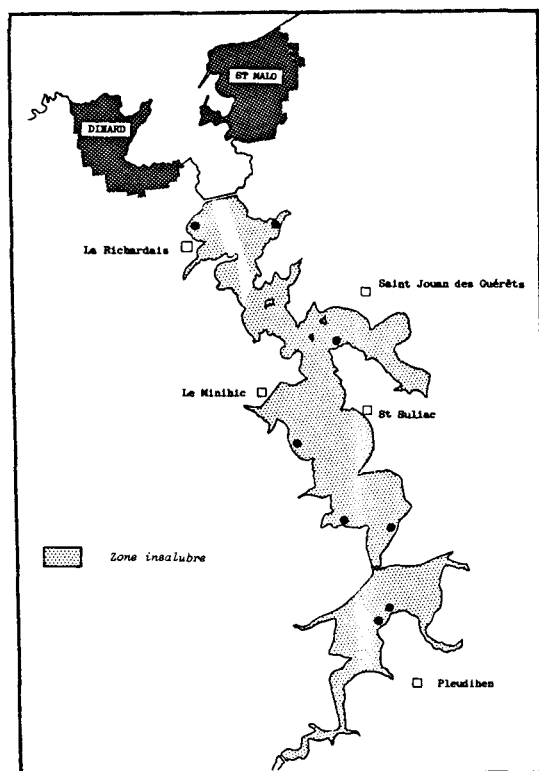 ST MALO
DINARD
La Richardais
Saint Jouan des Guérêts
Le Minihic
St Suliac
Zone insalubre
Pleudihen